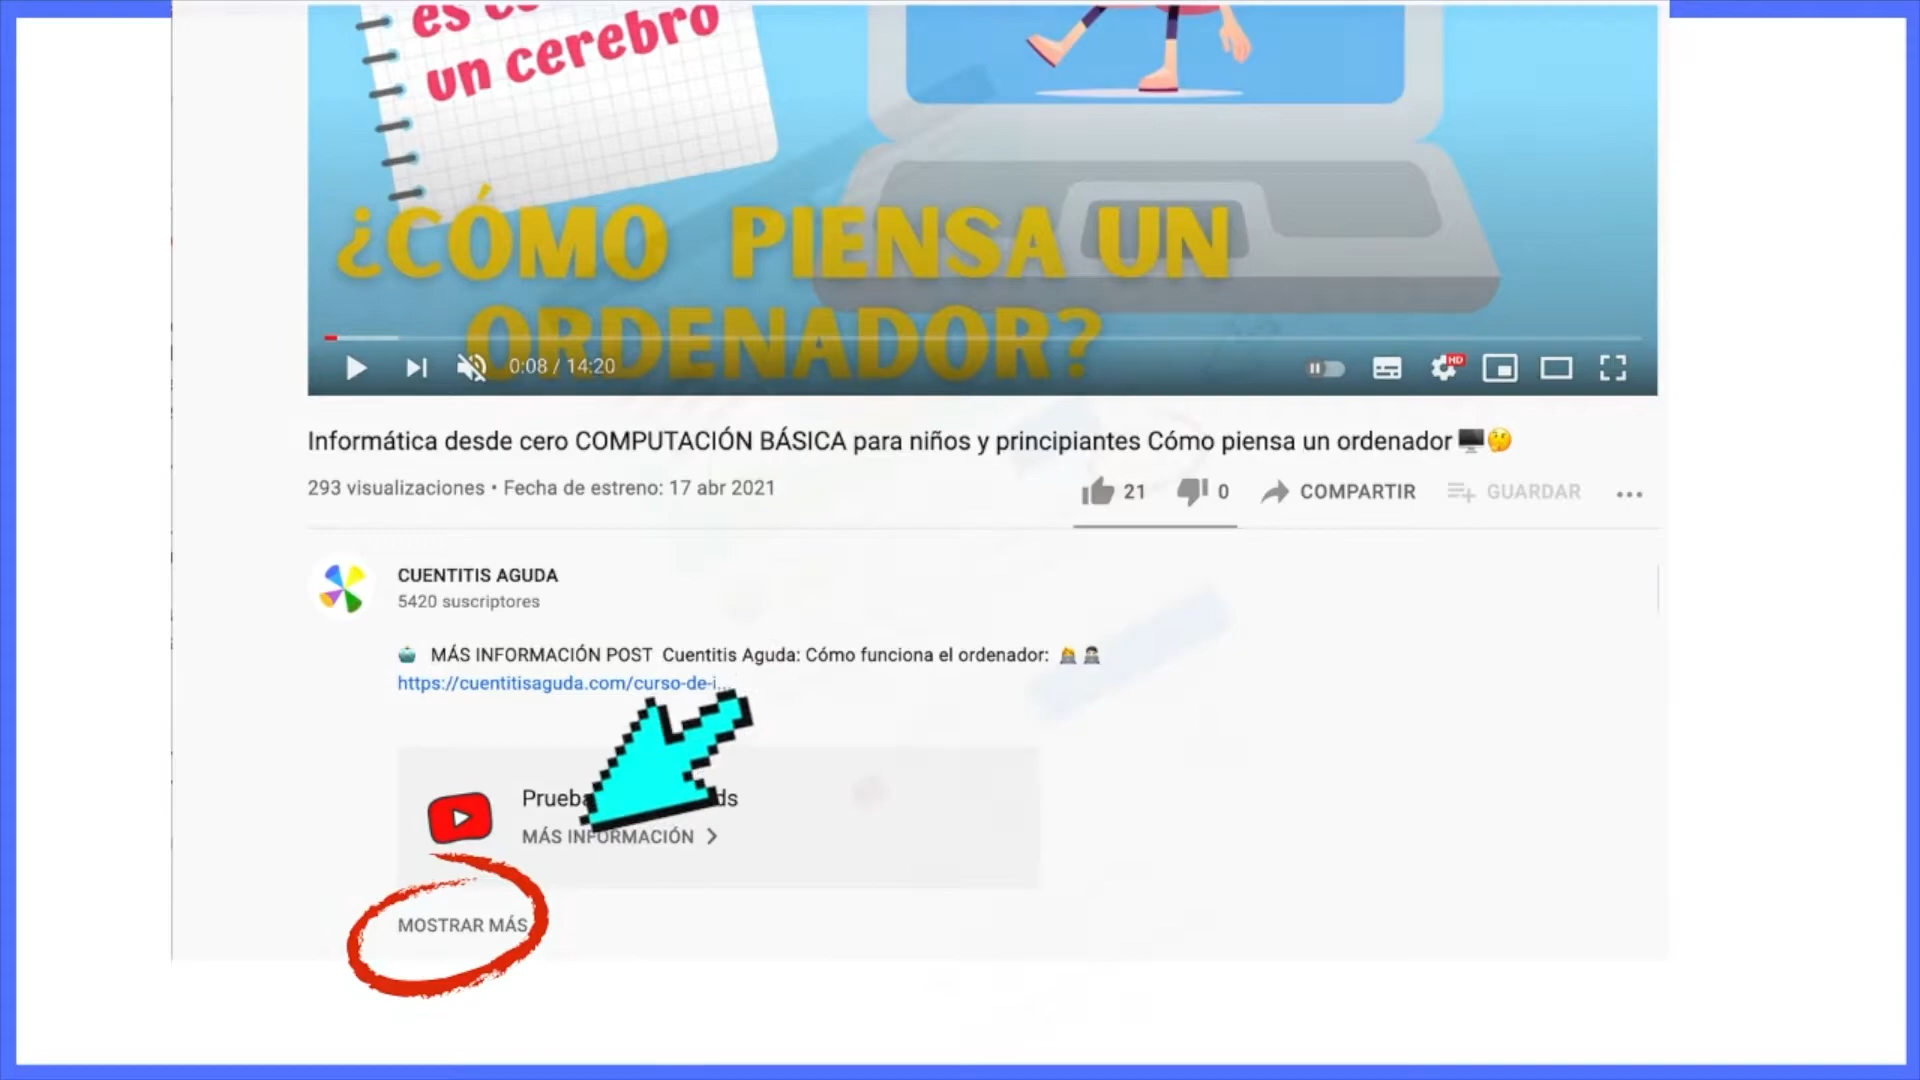 un cerebro
¿CÓMO PIENSA UN
ORDENADOR?
0:08 / 14:20
HD
Informática desde cero COMPUTACIÓN BÁSICA para niños y principiantes Cómo piensa un ordenador 🖥️🤔
293 visualizaciones • Fecha de estreno: 17 abr 2021
21 0 COMPARTIR GUARDAR ...
CUENTITIS AGUDA
5420 suscriptores
MÁS INFORMACIÓN POST Cuentitis Aguda: Cómo funciona el ordenador:
https://cuentitisaguda.com/curso-de-i...
MÁS INFORMACIÓN >
MOSTRAR MÁS